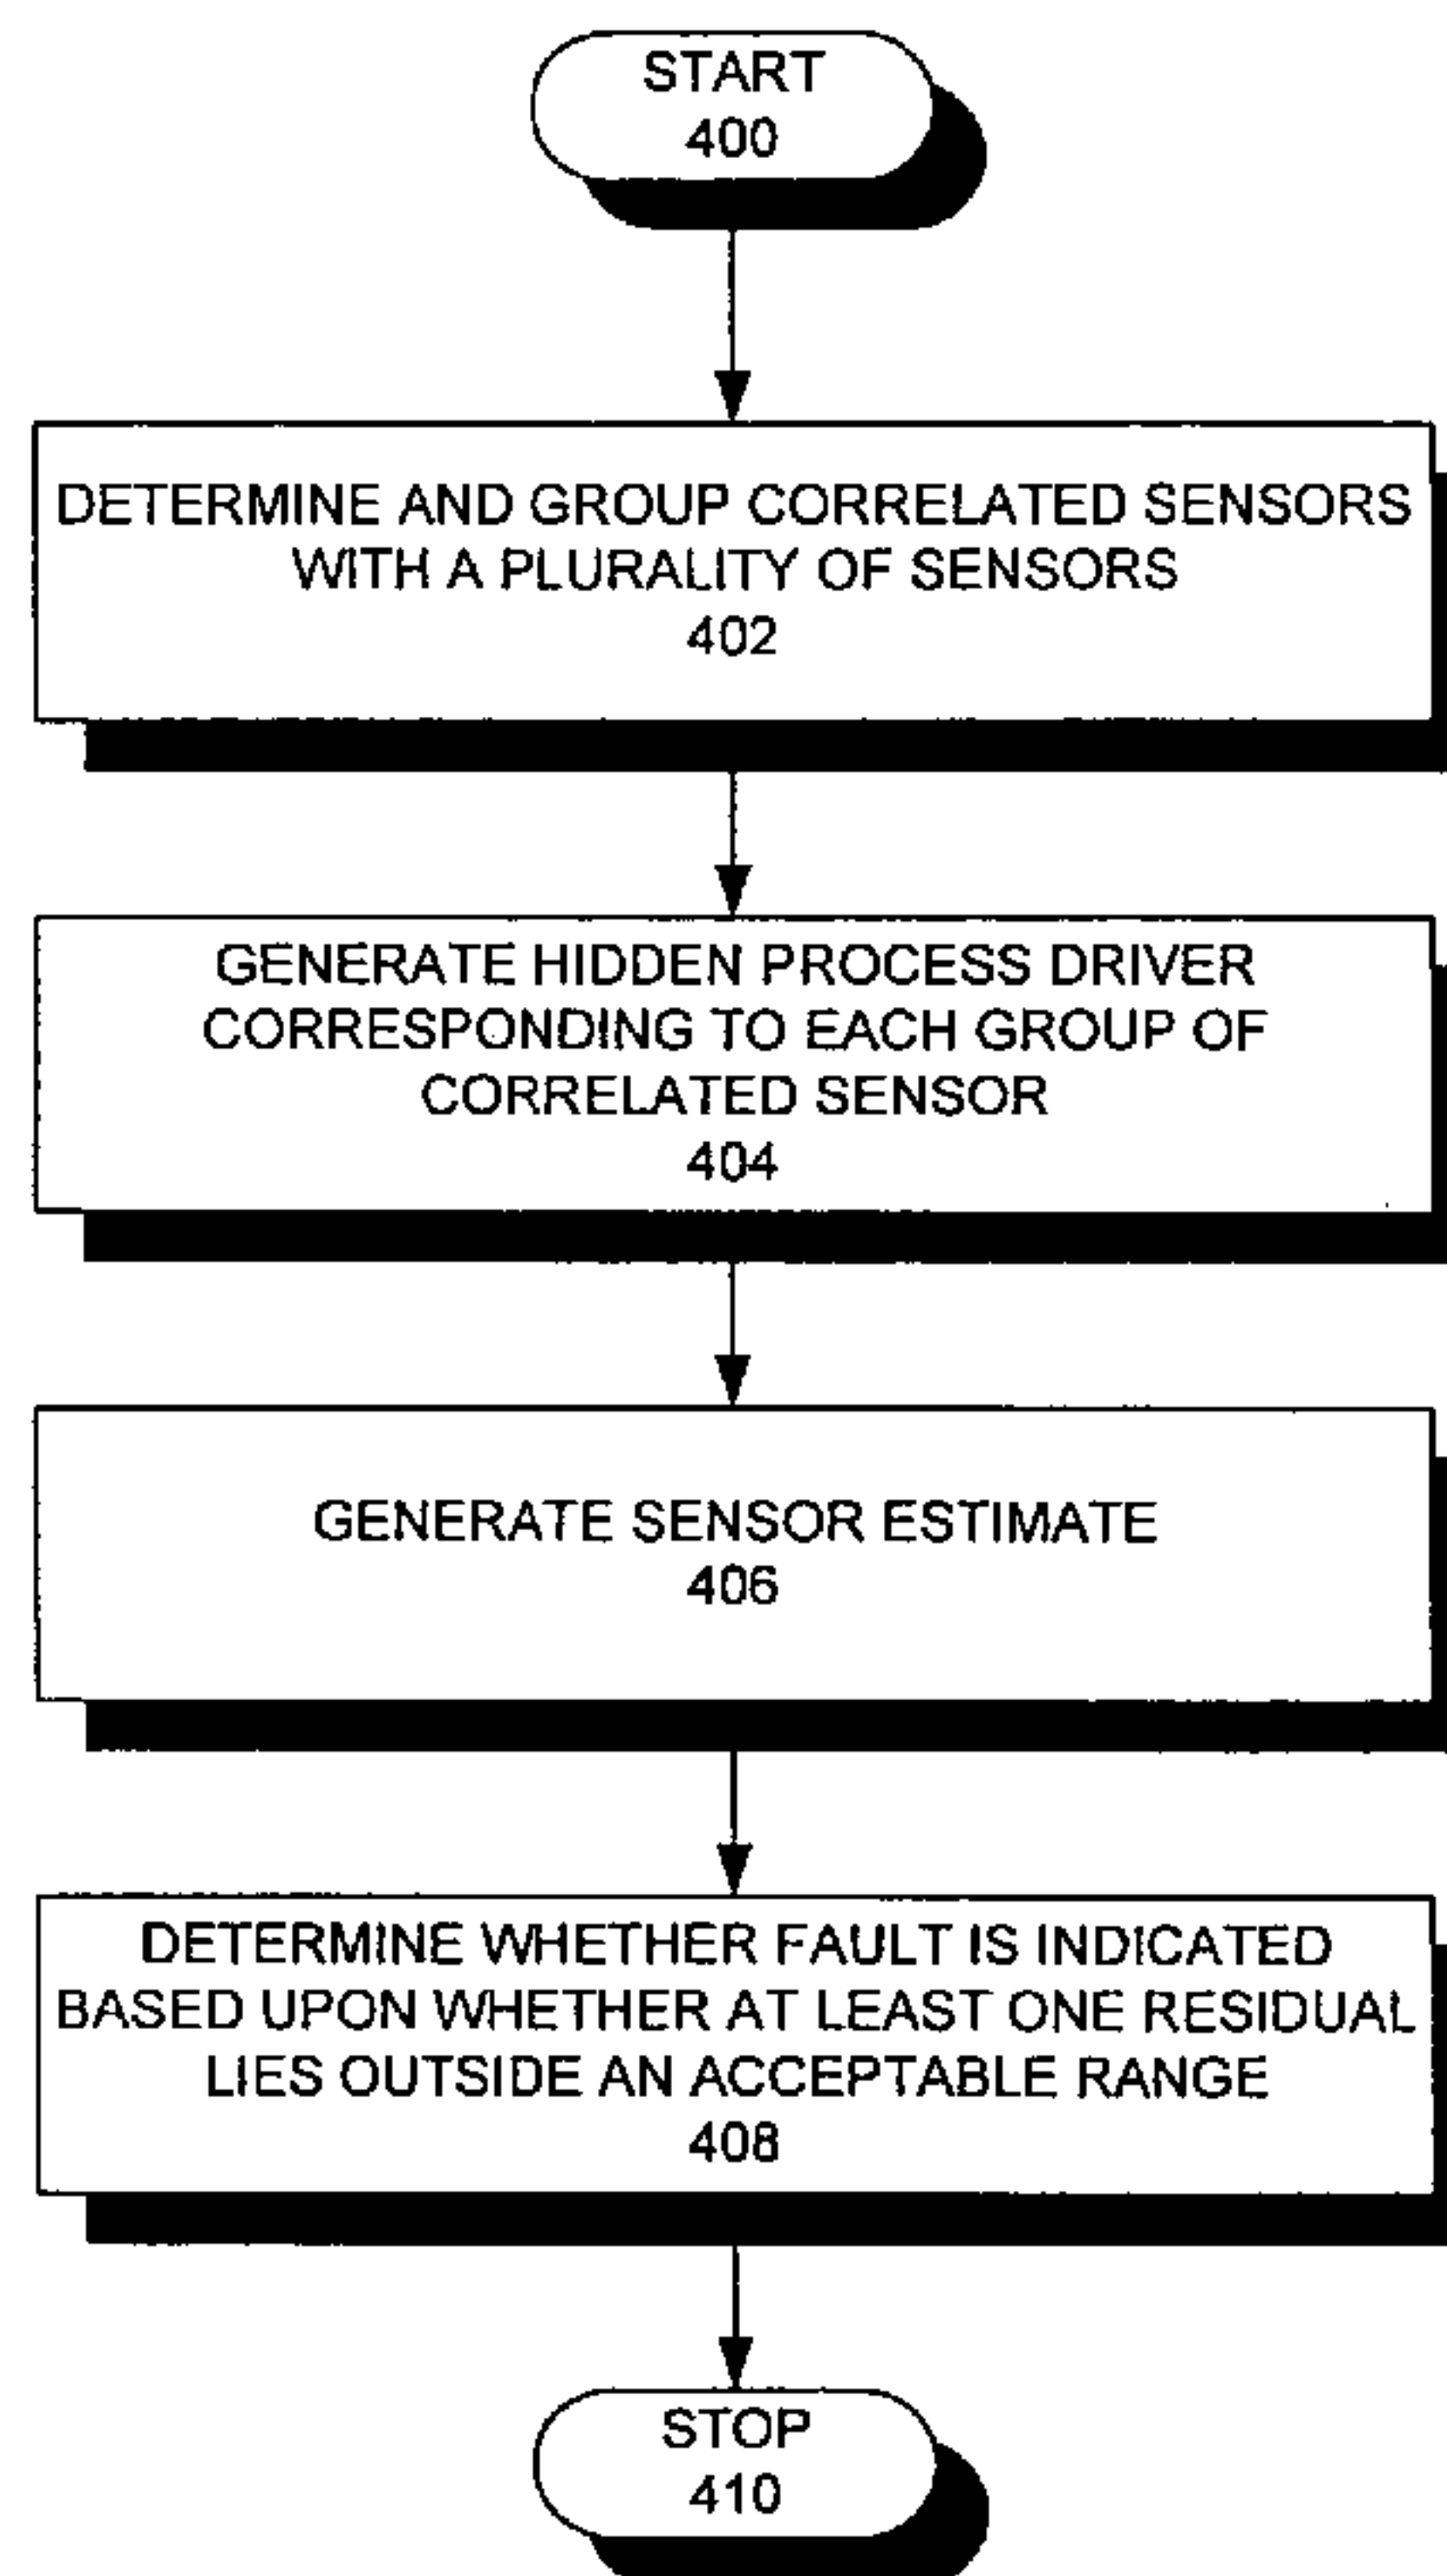 START
400
DETERMINE AND GROUP CORRELATED SENSORS
WITH A PLURALITY OF SENSORS
402
GENERATE HIDDEN PROCESS DRIVER
CORRESPONDING TO EACH GROUP OF
CORRELATED SENSOR
404
GENERATE SENSOR ESTIMATE
406
DETERMINE WHETHER FAULT IS INDICATED
BASED UPON WHETHER AT LEAST ONE RESIDUAL
LIES OUTSIDE AN ACCEPTABLE RANGE
408
STOP
410